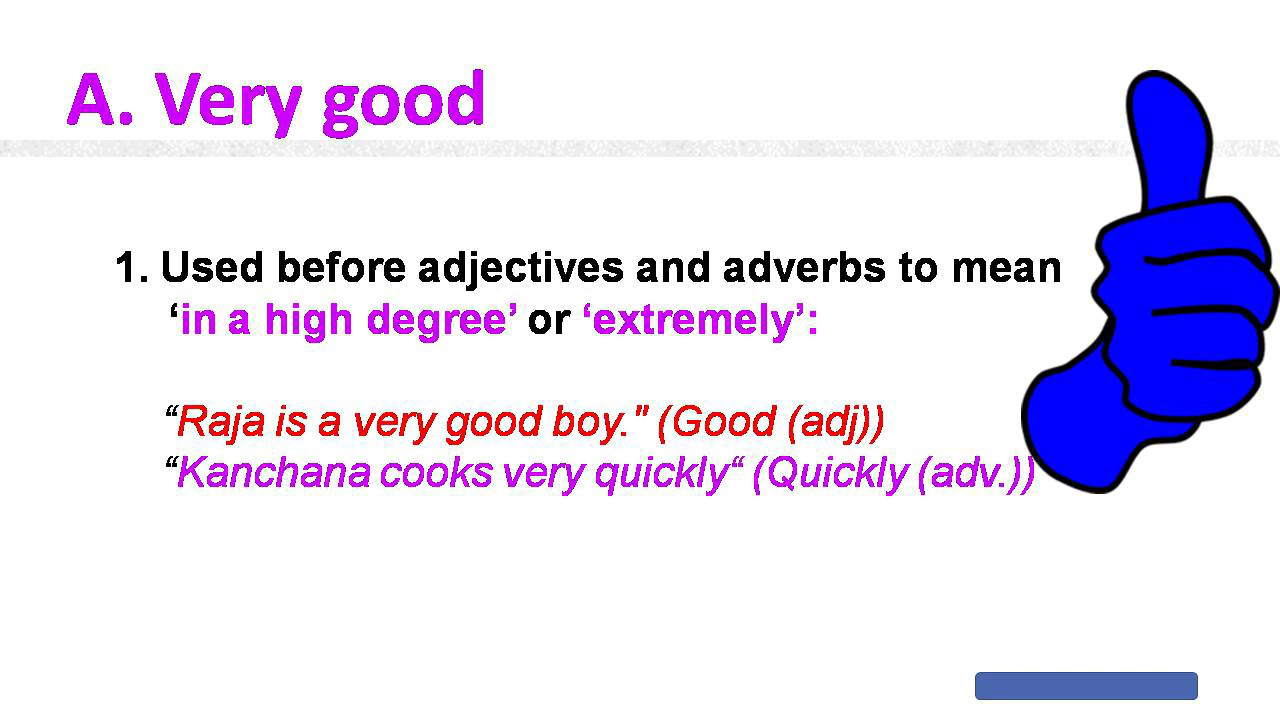 A. Very good
1. Used before adjectives and adverbs to mean
‘in a high degree’ or ‘extremely’:
“Raja is a very good boy." (Good (adj))
“Kanchana cooks very quickly“ (Quickly (adv.))